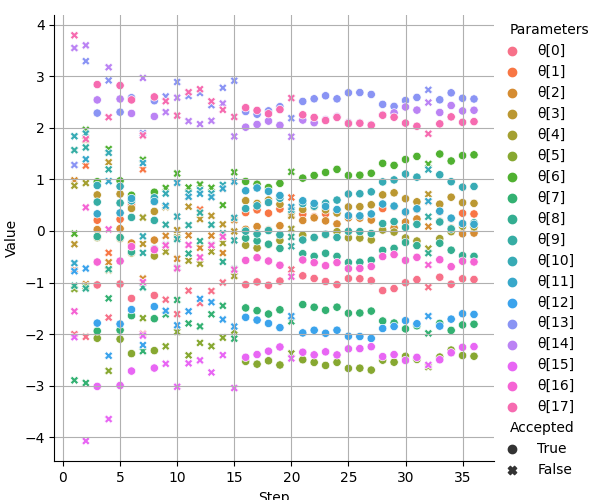 4
3
2
1
0
−1
−2
−3
−4
Value
0
5
10
15
20
25
30
35
Step
Parameters
θ[0]
θ[1]
θ[2]
θ[3]
θ[4]
θ[5]
θ[6]
θ[7]
θ[8]
θ[9]
θ[10]
θ[11]
θ[12]
θ[13]
θ[14]
θ[15]
θ[16]
θ[17]
Accepted
True
False